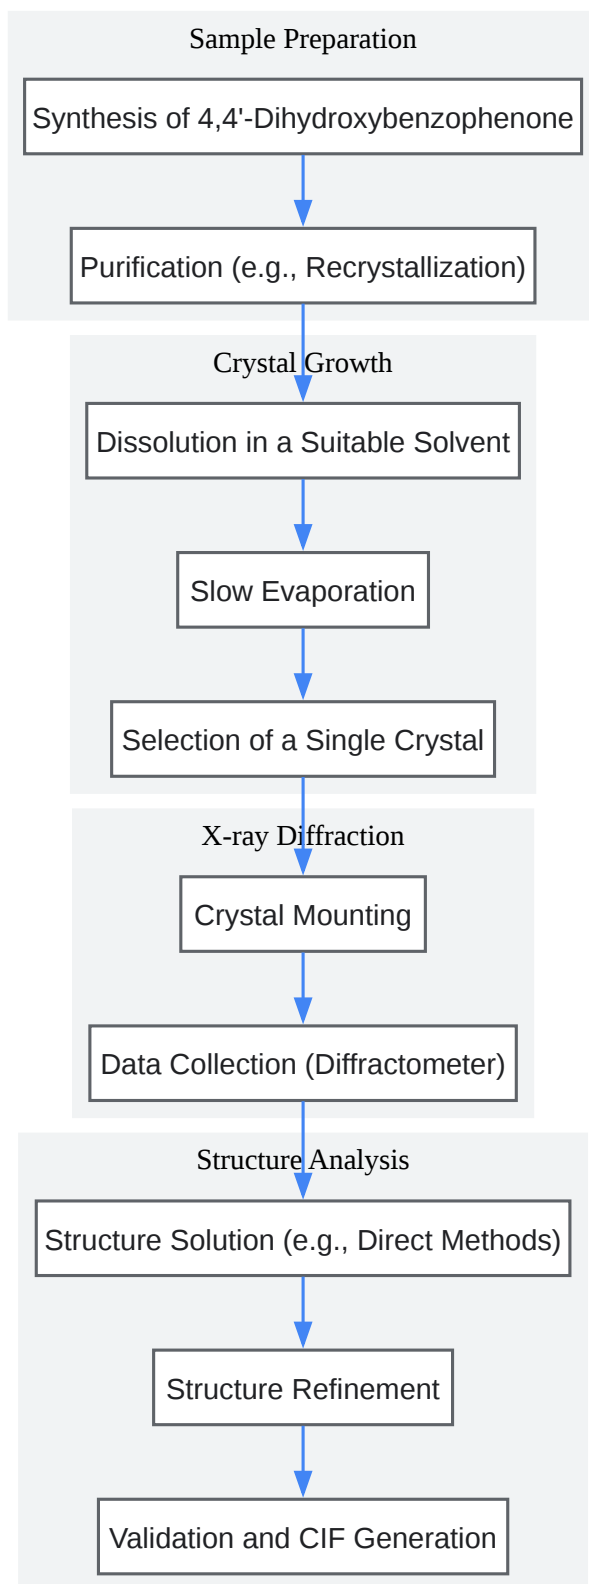 Sample Preparation
Synthesis of 4,4'-Dihydroxybenzophenone
Purification (e.g., Recrystallization)
Crystal Growth
Dissolution in a Suitable Solvent
Slow Evaporation
Selection of a Single Crystal
X-ray Diffraction
Crystal Mounting
Data Collection (Diffractometer)
Structure Analysis
Structure Solution (e.g., Direct Methods)
Structure Refinement
Validation and CIF Generation